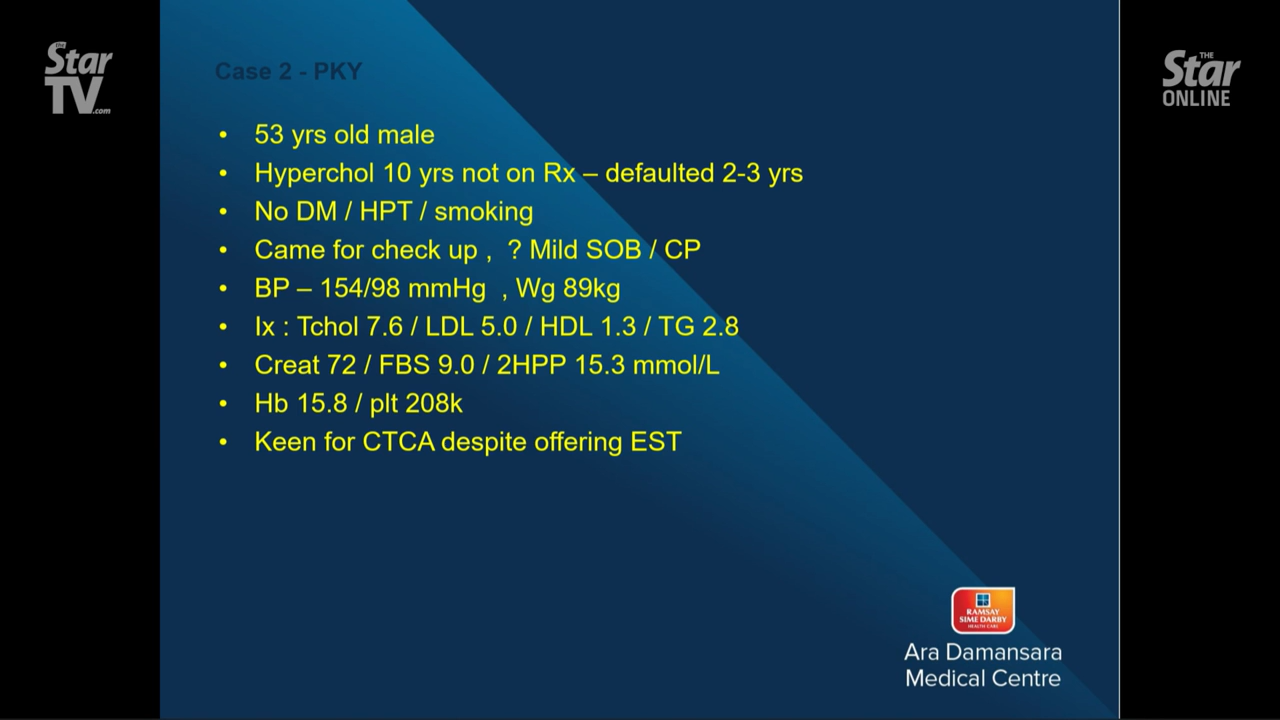 THE
Star
TV
.com
THE
Star
ONLINE
Case 2 - PKY
• 53 yrs old male
• Hyperchol 10 yrs not on Rx – defaulted 2-3 yrs
• No DM / HPT / smoking
• Came for check up , ? Mild SOB / CP
• BP – 154/98 mmHg , Wg 89kg
• Ix : Tchol 7.6 / LDL 5.0 / HDL 1.3 / TG 2.8
• Creat 72 / FBS 9.0 / 2HPP 15.3 mmol/L
• Hb 15.8 / plt 208k
• Keen for CTCA despite offering EST
RAMSAY
SIME DARBY
HEALTH CARE
Ara Damansara
Medical Centre